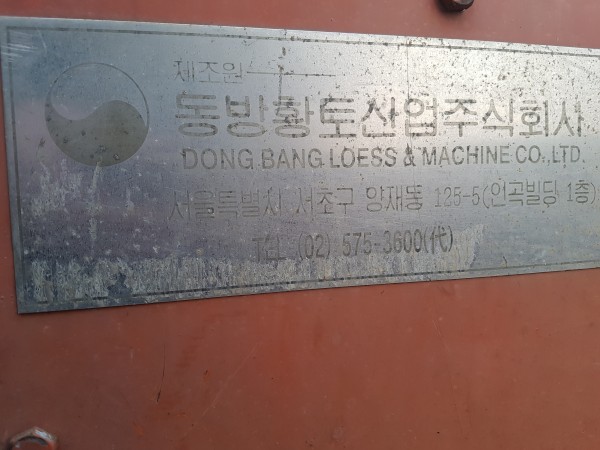 제조원
동방황토산업주식회사
DONG BANG LOESS & MACHINE CO., LTD.
서울특별시 서초구 양재동 125-5(언곡빌딩 1층)
TEL (02) 575-3600(代)